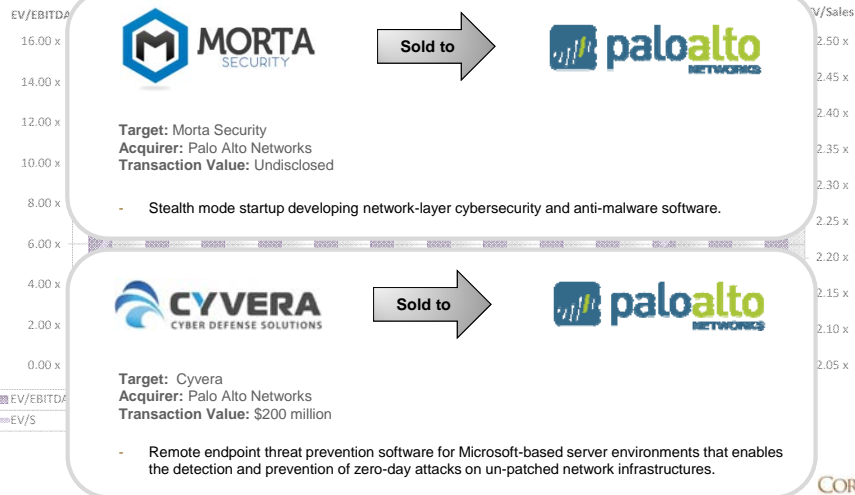 EV/EBITDA
V/Sales
16.00 x
14.00 x
12.00 x
10.00 x
8.00 x
6.00 x
4.00 x
2.00 x
0.00 x
EV/EBITDA
EV/S
2.50 x
2.45 x
2.40 x
2.35 x
2.30 x
2.25 x
2.20 x
2.15 x
2.10 x
2.05 x
MORTA
SECURITY
Sold to
paloalto
NETWORKS
Target: Morta Security
Acquirer: Palo Alto Networks
Transaction Value: Undisclosed
- Stealth mode startup developing network-layer cybersecurity and anti-malware software.
CYVERA
CYBER DEFENSE SOLUTIONS
Sold to
paloalto
NETWORKS
Target: Cyvera
Acquirer: Palo Alto Networks
Transaction Value: $200 million
- Remote endpoint threat prevention software for Microsoft-based server environments that enables
the detection and prevention of zero-day attacks on un-patched network infrastructures.
COR